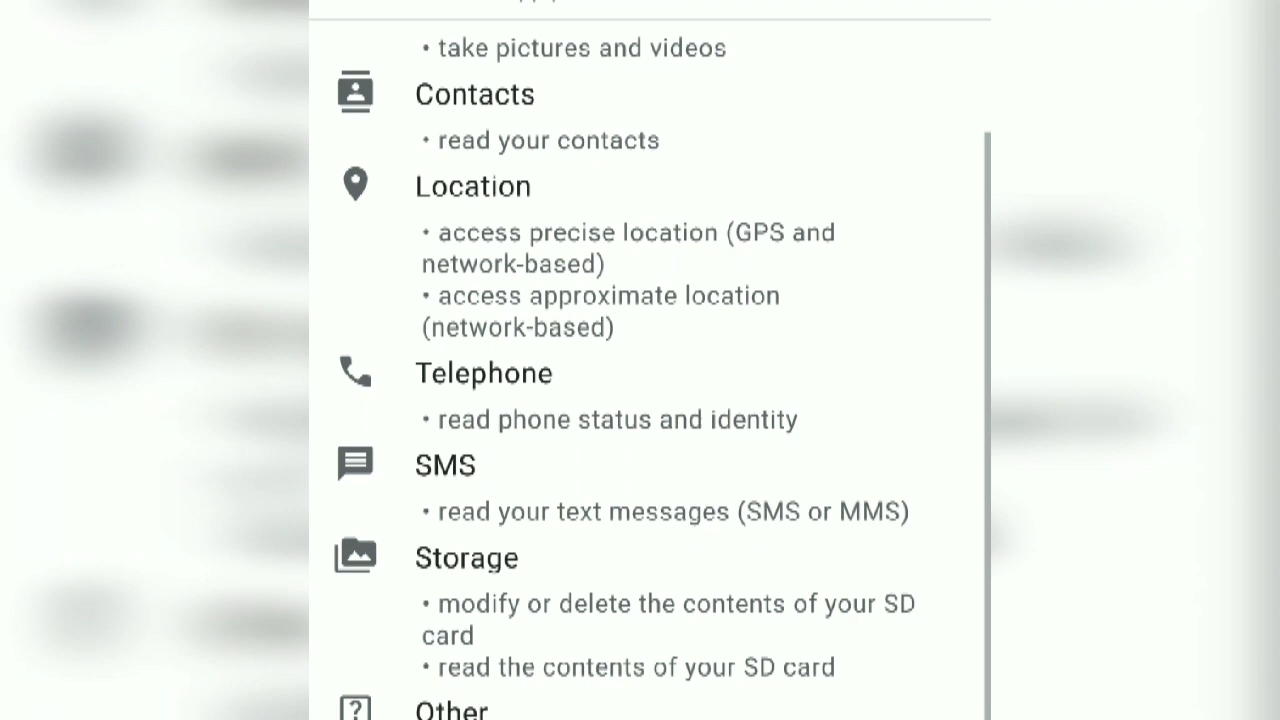 • take pictures and videos
Contacts
• read your contacts
Location
• access precise location (GPS and
network-based)
• access approximate location
(network-based)
Telephone
• read phone status and identity
SMS
• read your text messages (SMS or MMS)
Storage
• modify or delete the contents of your SD
card
• read the contents of your SD card
Other